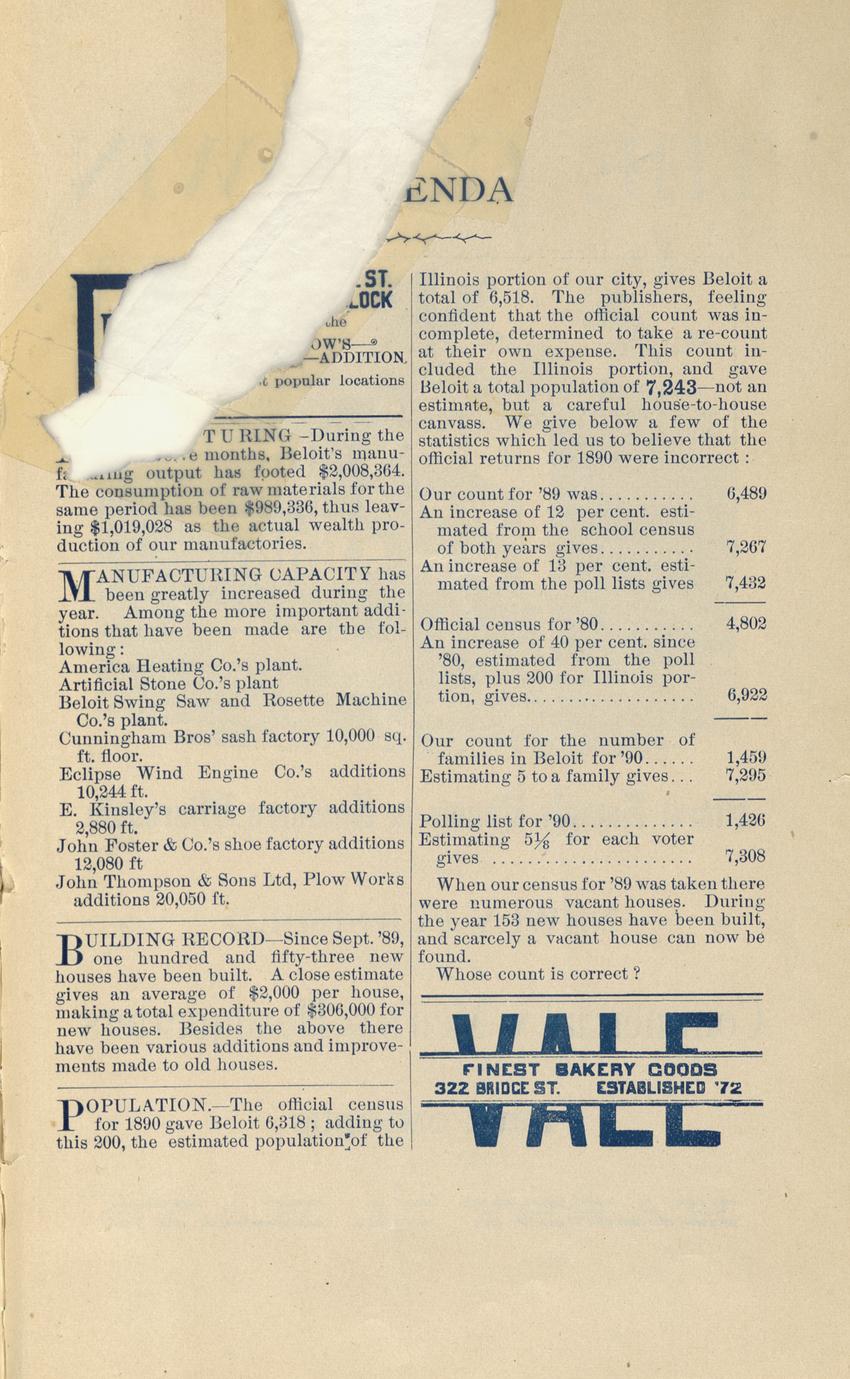 ENDA
ST.
LOCK
the
OW'S—
—ADDITION.
popular locations
TURING –During the
months, Beloit's manu-
output has footed $2,008,364.
The consumption of raw materials for the
same period has been $989,336, thus leav-
ing $1,019,028 as the actual wealth pro-
duction of our manufactories.
MANUFACTURING CAPACITY has
been greatly increased during the
year. Among the more important addi-
tions that have been made are the fol-
lowing:
America Heating Co.'s plant.
Artificial Stone Co.'s plant
Beloit Swing Saw and Rosette Machine
Co.'s plant.
Cunningham Bros' sash factory 10,000 sq.
ft. floor.
Eclipse Wind Engine Co.'s additions
10,244 ft.
E. Kinsley's carriage factory additions
2,880 ft.
John Foster & Co.'s shoe factory additions
12,080 ft
John Thompson & Sons Ltd, Plow Works
additions 20,050 ft.
BUILDING RECORD—Since Sept. '89,
one hundred and fifty-three new
houses have been built. A close estimate
gives an average of $2,000 per house,
making a total expenditure of $306,000 for
new houses. Besides the above there
have been various additions and improve-
ments made to old houses.
POPULATION.—The official census
for 1890 gave Beloit 6,318; adding to
this 200, the estimated population of the
Illinois portion of our city, gives Beloit a
total of 6,518. The publishers, feeling
confident that the official count was in-
complete, determined to take a re-count
at their own expense. This count in-
cluded the Illinois portion, and gave
Beloit a total population of 7,243—not an
estimate, but a careful house-to-house
canvass. We give below a few of the
statistics which led us to believe that the
official returns for 1890 were incorrect:
Our count for '89 was........... 6,489
An increase of 12 per cent. esti-
mated from the school census
of both years gives........... 7,267
An increase of 13 per cent. esti-
mated from the poll lists gives 7,432
Official census for '80........... 4,802
An increase of 40 per cent. since
'80, estimated from the poll
lists, plus 200 for Illinois por-
tion, gives.................... 6,922
Our count for the number of
families in Beloit for '90...... 1,459
Estimating 5 to a family gives... 7,295
Polling list for '90.............. 1,426
Estimating 5⅛ for each voter
gives ........................ 7,308
When our census for '89 was taken there
were numerous vacant houses. During
the year 153 new houses have been built,
and scarcely a vacant house can now be
found.
Whose count is correct?
VALE
FINEST BAKERY GOODS
322 BRIDGE ST. ESTABLISHED '72